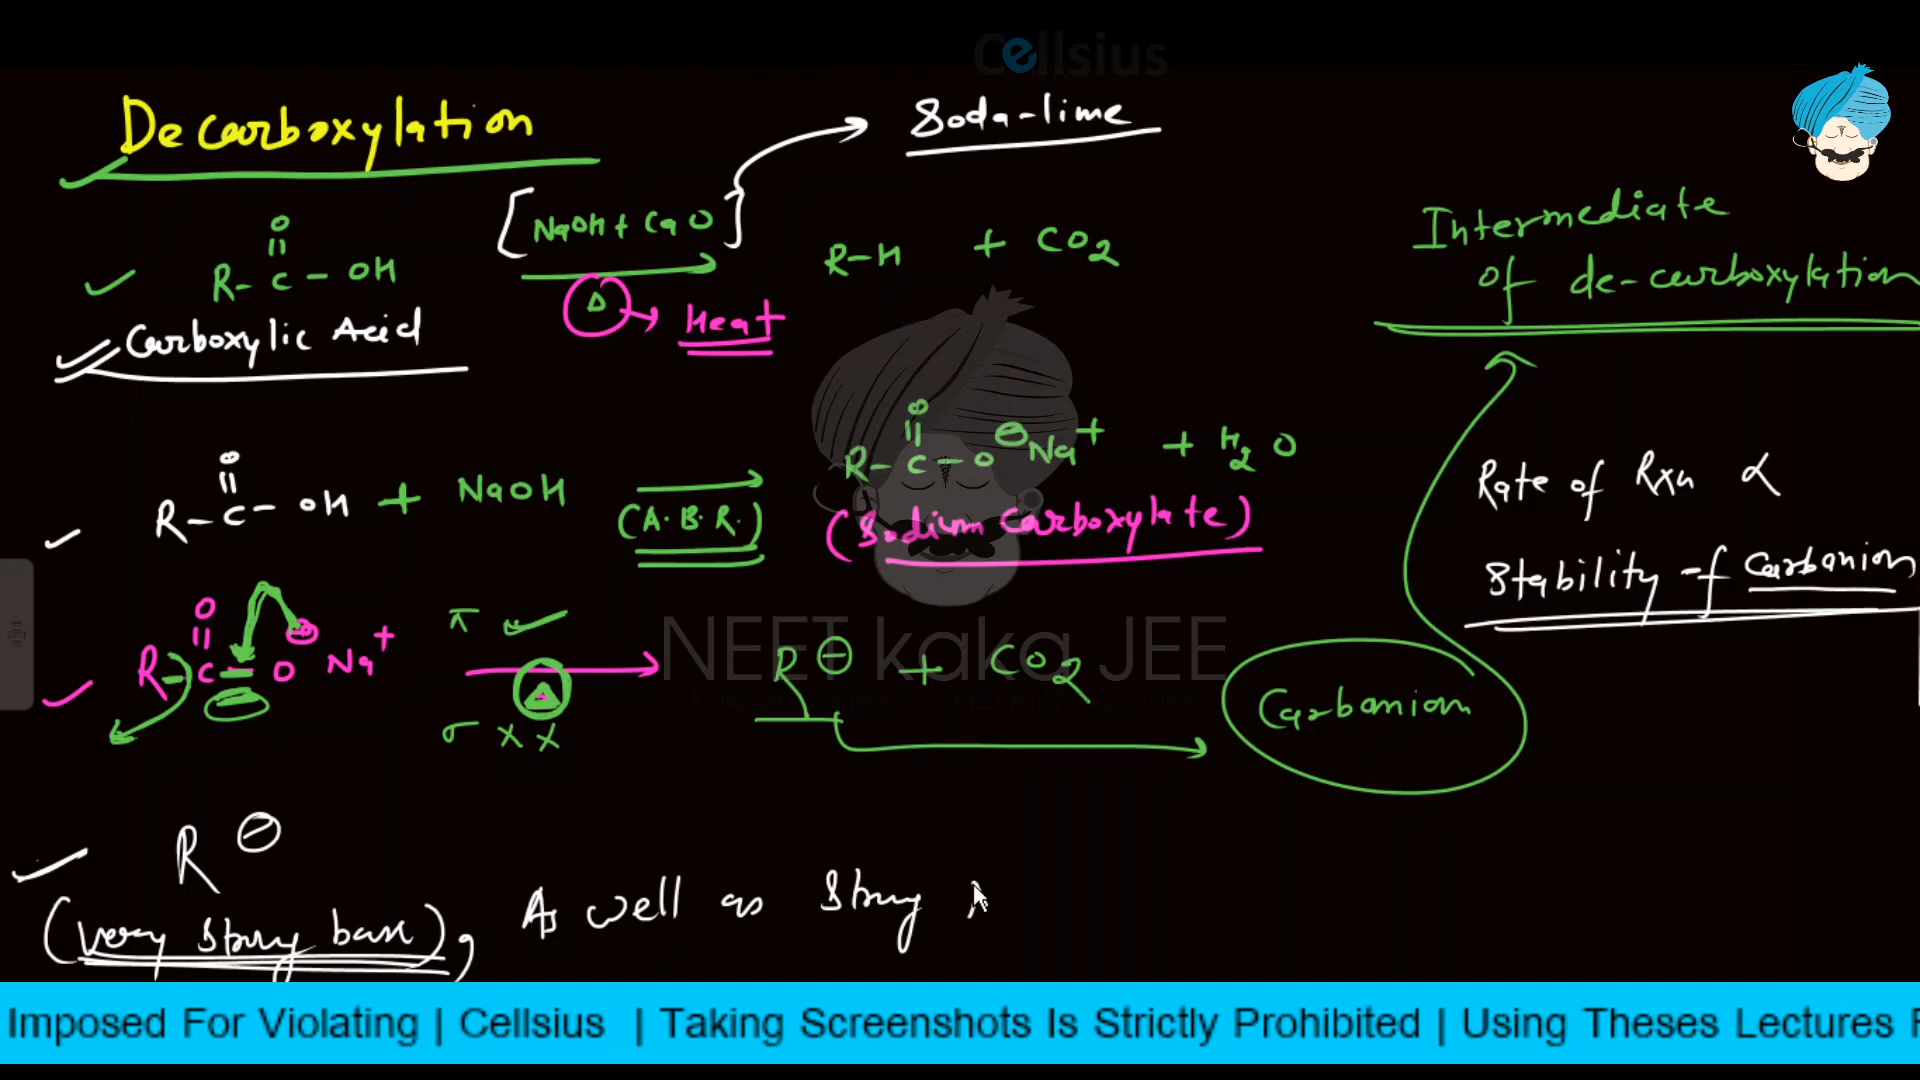 Cellsius
Decarboxylation
Soda-lime
[NaOH + CaO]
O
R-C-OH
R-H + CO2
Δ → Heat
Carboxylic Acid
Intermediate
of de-carboxylation
O
R-C-OH + NaOH
(A.B.R.)
O
R-C-O⊖ Na+ + H2O
(Sodium Carboxylate)
Rate of Rxn α
Stability of Carbanion
O
R-C-O⊖ Na+
π ✓
Δ
σ x x
R⊖ + CO2
Carbanion
NEET kaka JEE
R⊖
(very strong base), As well as strong
Imposed For Violating | Cellsius | Taking Screenshots Is Strictly Prohibited | Using Theses Lectures